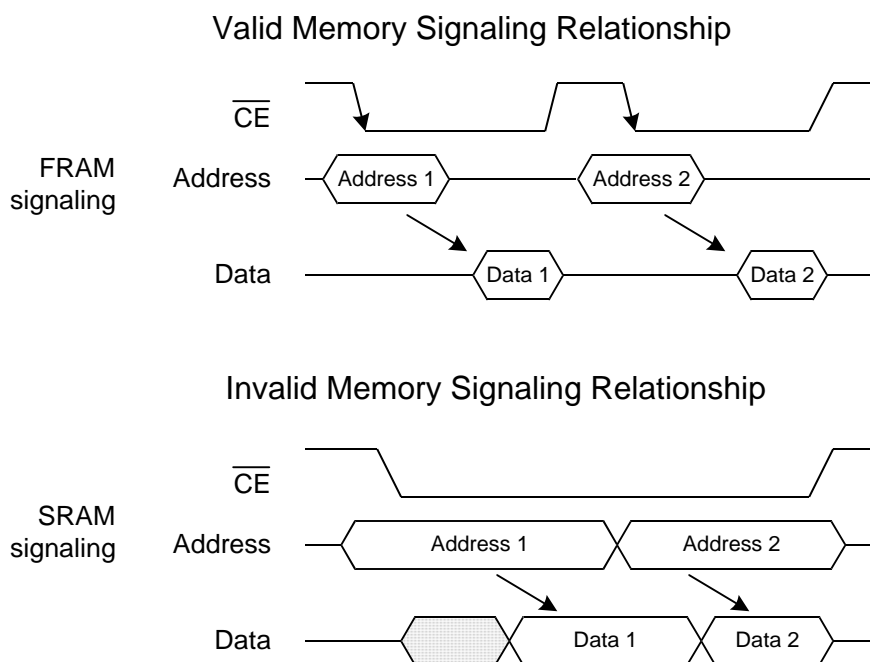 Valid Memory Signaling Relationship
CE
FRAM
signaling
Address
Address 1
Address 2
Data
Data 1
Data 2
Invalid Memory Signaling Relationship
CE
SRAM
signaling
Address
Address 1
Address 2
Data
Data 1
Data 2